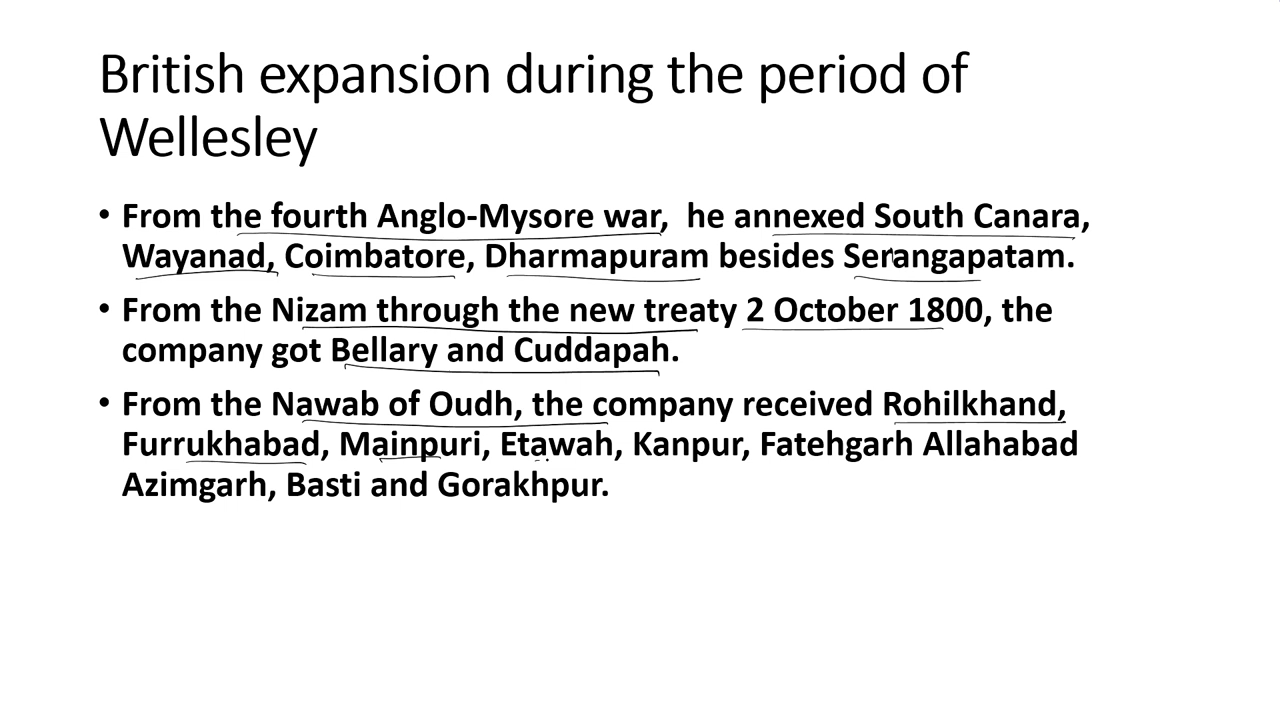 British expansion during the period of
Wellesley
• From the fourth Anglo-Mysore war,  he annexed South Canara,
Wayanad, Coimbatore, Dharmapuram besides Serangapatam.
• From the Nizam through the new treaty 2 October 1800, the
company got Bellary and Cuddapah.
• From the Nawab of Oudh, the company received Rohilkhand,
Furrukhabad, Mainpuri, Etawah, Kanpur, Fatehgarh Allahabad
Azimgarh, Basti and Gorakhpur.